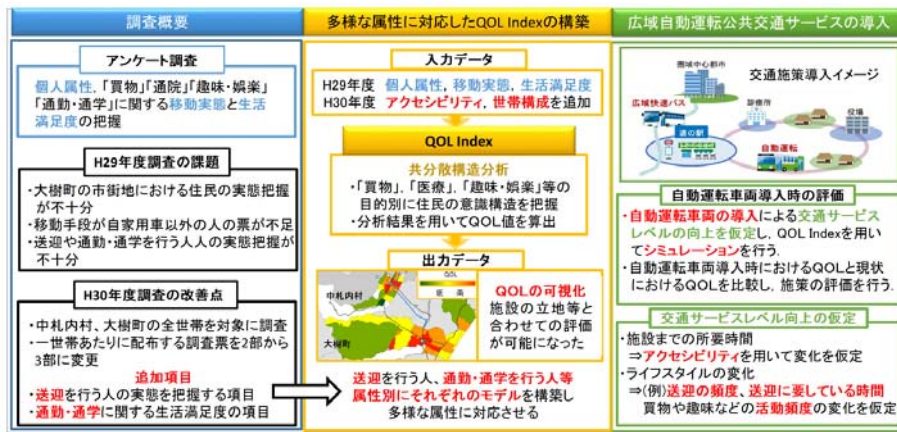 調査概要
アンケート調査
個人属性, 「買物」「通院」「趣味・娯楽」
「通勤・通学」に関する移動実態と生活
満足度の把握
H29年度調査の課題
・大樹町の市街地における住民の実態把握
が不十分
・移動手段が自家用車以外の人の票が不足
・送迎や通勤・通学を行う人人の実態把握が
不十分
H30年度調査の改善点
・中札内村、大樹町の全世帯を対象に調査
・一世帯あたりに配布する調査票を2部から
3部に変更
追加項目
・送迎を行う人の実態を把握する項目
・通勤・通学に関する生活満足度の項目
多様な属性に対応したQOL Indexの構築
入力データ
H29年度 個人属性, 移動実態, 生活満足度
H30年度 アクセシビリティ, 世帯構成を追加
QOL Index
共分散構造分析
・「買物」, 「医療」, 「趣味・娯楽」等の
目的別に住民の意識構造を把握
・分析結果を用いてQOL値を算出
出力データ
QOL
低 高
中札内村
大樹町
QOLの可視化
施設の立地等と
合わせての評価
が可能になった
送迎を行う人、通勤・通学を行う人等
属性別にそれぞれのモデルを構築し
多様な属性に対応させる
広域自動運転公共交通サービスの導入
圏域中心都市
交通施策導入イメージ
広域快速バス
診療所
役場
道の駅
自動運転
自動運転車両導入時の評価
・自動運転車両の導入による交通サービス
レベルの向上を仮定し, QOL Indexを用い
てシミュレーションを行う.
・自動運転車両導入時におけるQOLと現状
におけるQOLを比較し, 施策の評価を行う.
交通サービスレベル向上の仮定
・施設までの所要時間
⇒アクセシビリティを用いて変化を仮定
・ライフスタイルの変化
⇒(例)送迎の頻度、送迎に要している時間
買物や趣味などの活動頻度の変化を仮定